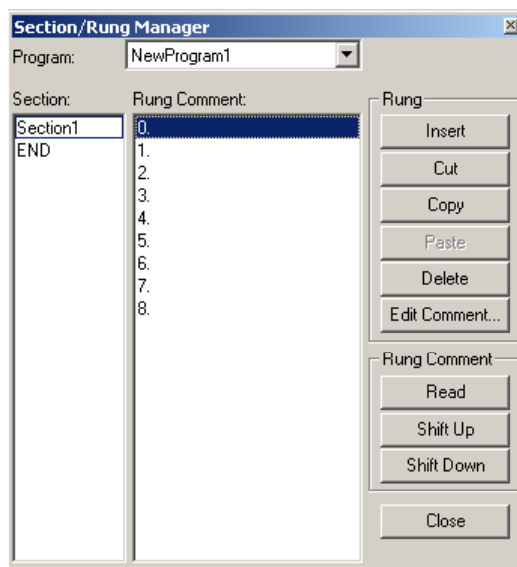 Section/Rung Manager
Program: NewProgram1
Section:
Section1
END
Rung Comment:
0.
1.
2.
3.
4.
5.
6.
7.
8.
Rung
Insert
Cut
Copy
Paste
Delete
Edit Comment...
Rung Comment
Read
Shift Up
Shift Down
Close